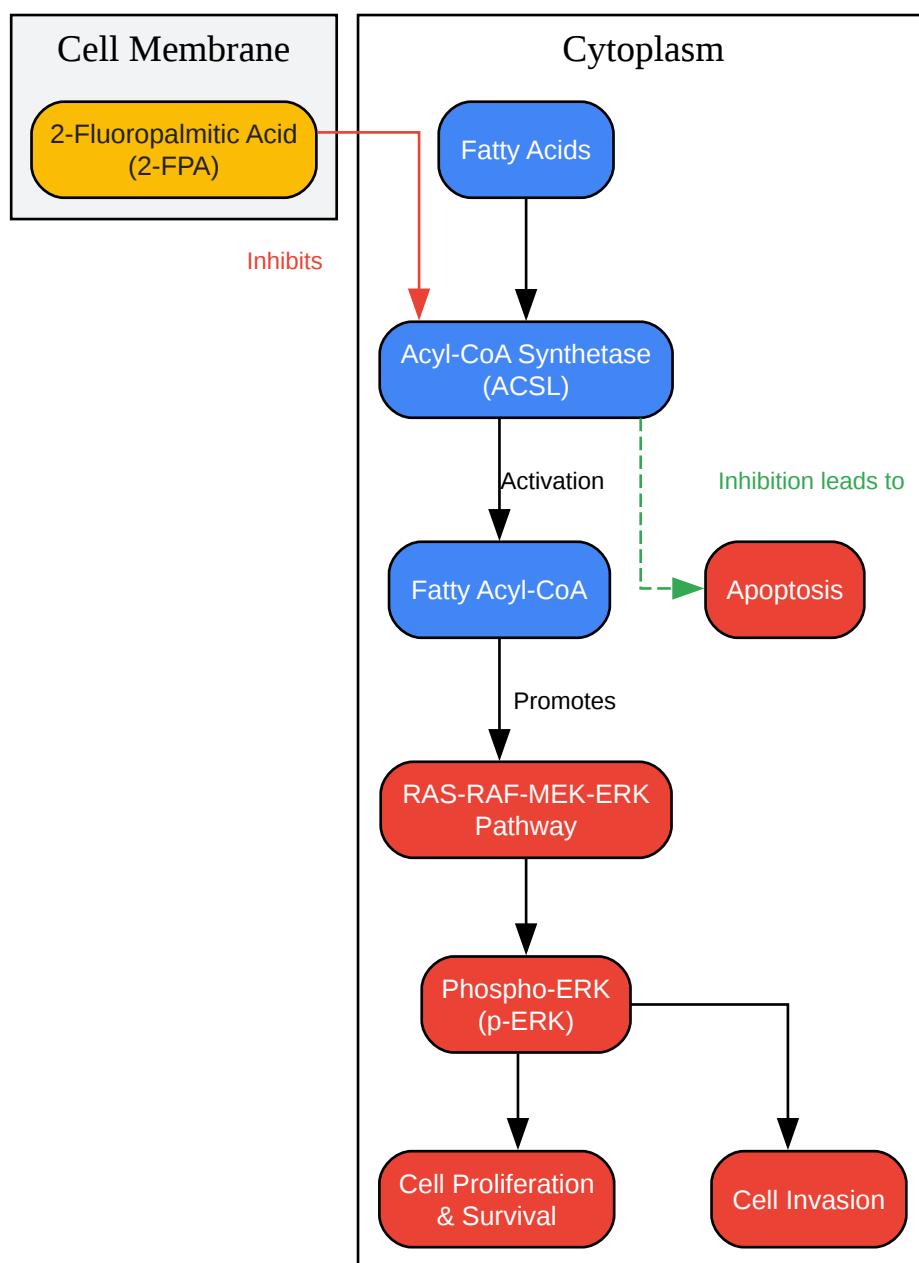 Cell Membrane
Cytoplasm
2-Fluoropalmitic Acid
(2-FPA)
Fatty Acids
Inhibits
Acyl-CoA Synthetase
(ACSL)
Activation
Inhibition leads to
Fatty Acyl-CoA
Apoptosis
Promotes
RAS-RAF-MEK-ERK
Pathway
Phospho-ERK
(p-ERK)
Cell Proliferation
& Survival
Cell Invasion